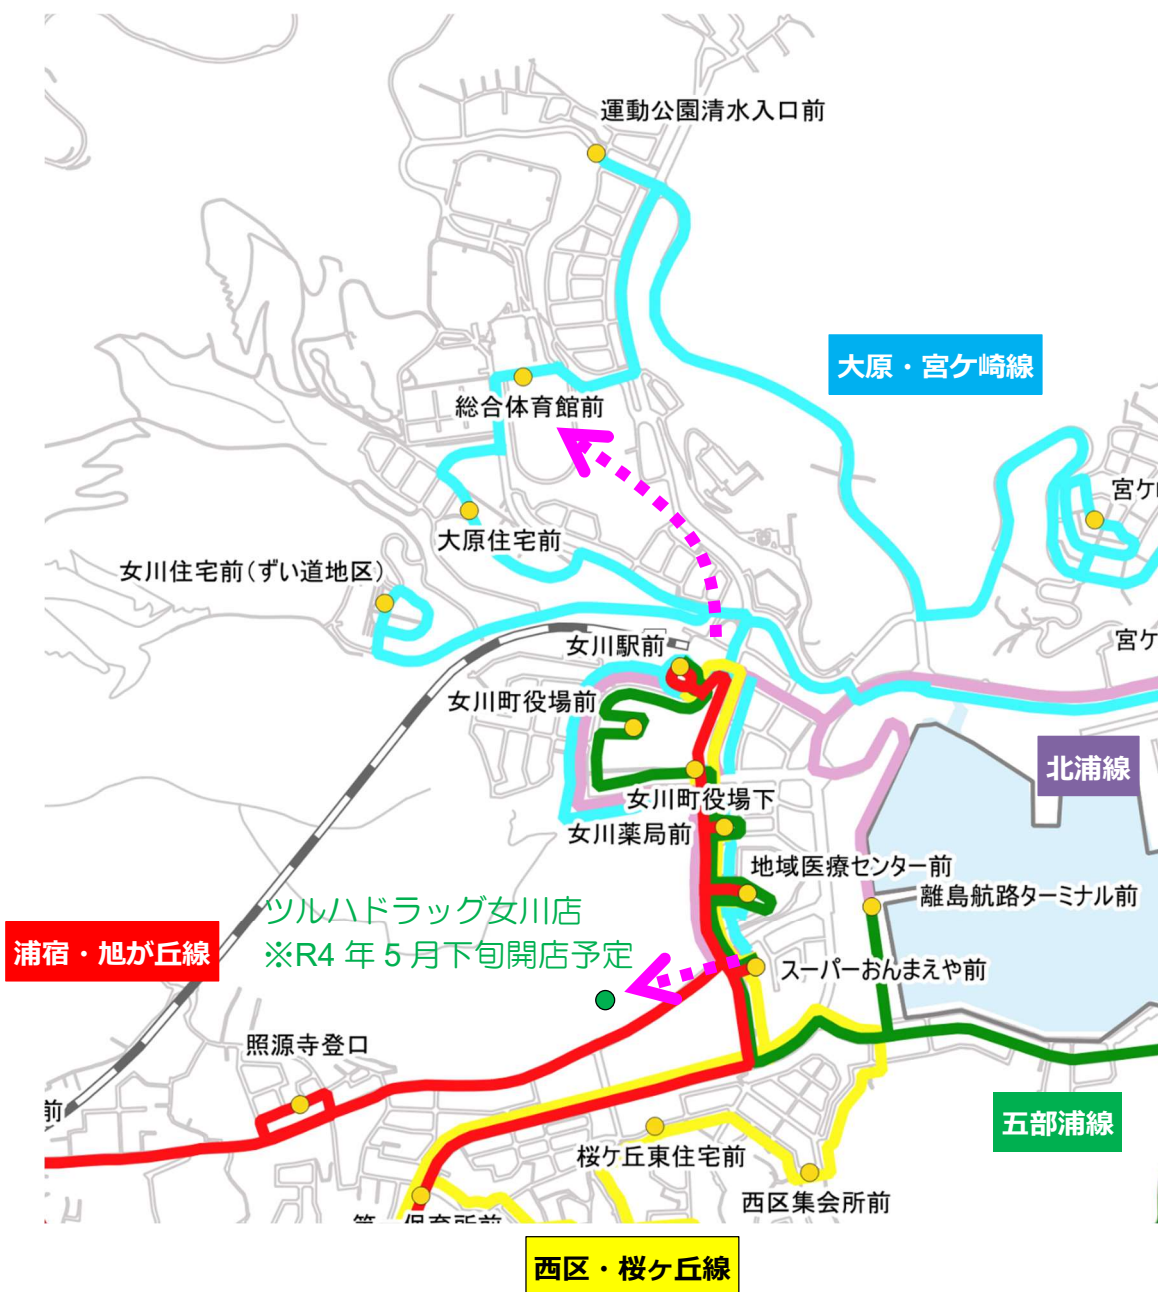 運動公園清水入口前
大原・宮ケ崎線
総合体育館前
宮ケ
大原住宅前
女川住宅前(ずい道地区)
宮ケ
女川駅前
女川町役場前
北浦線
女川町役場下
女川薬局前
地域医療センター前
離島航路ターミナル前
ツルハドラッグ女川店
※R4 年 5 月下旬開店予定
浦宿・旭が丘線
スーパーおんまえや前
照源寺登口
前
五部浦線
桜ケ丘東住宅前
西区集会所前
第一保育所前
西区・桜ヶ丘線